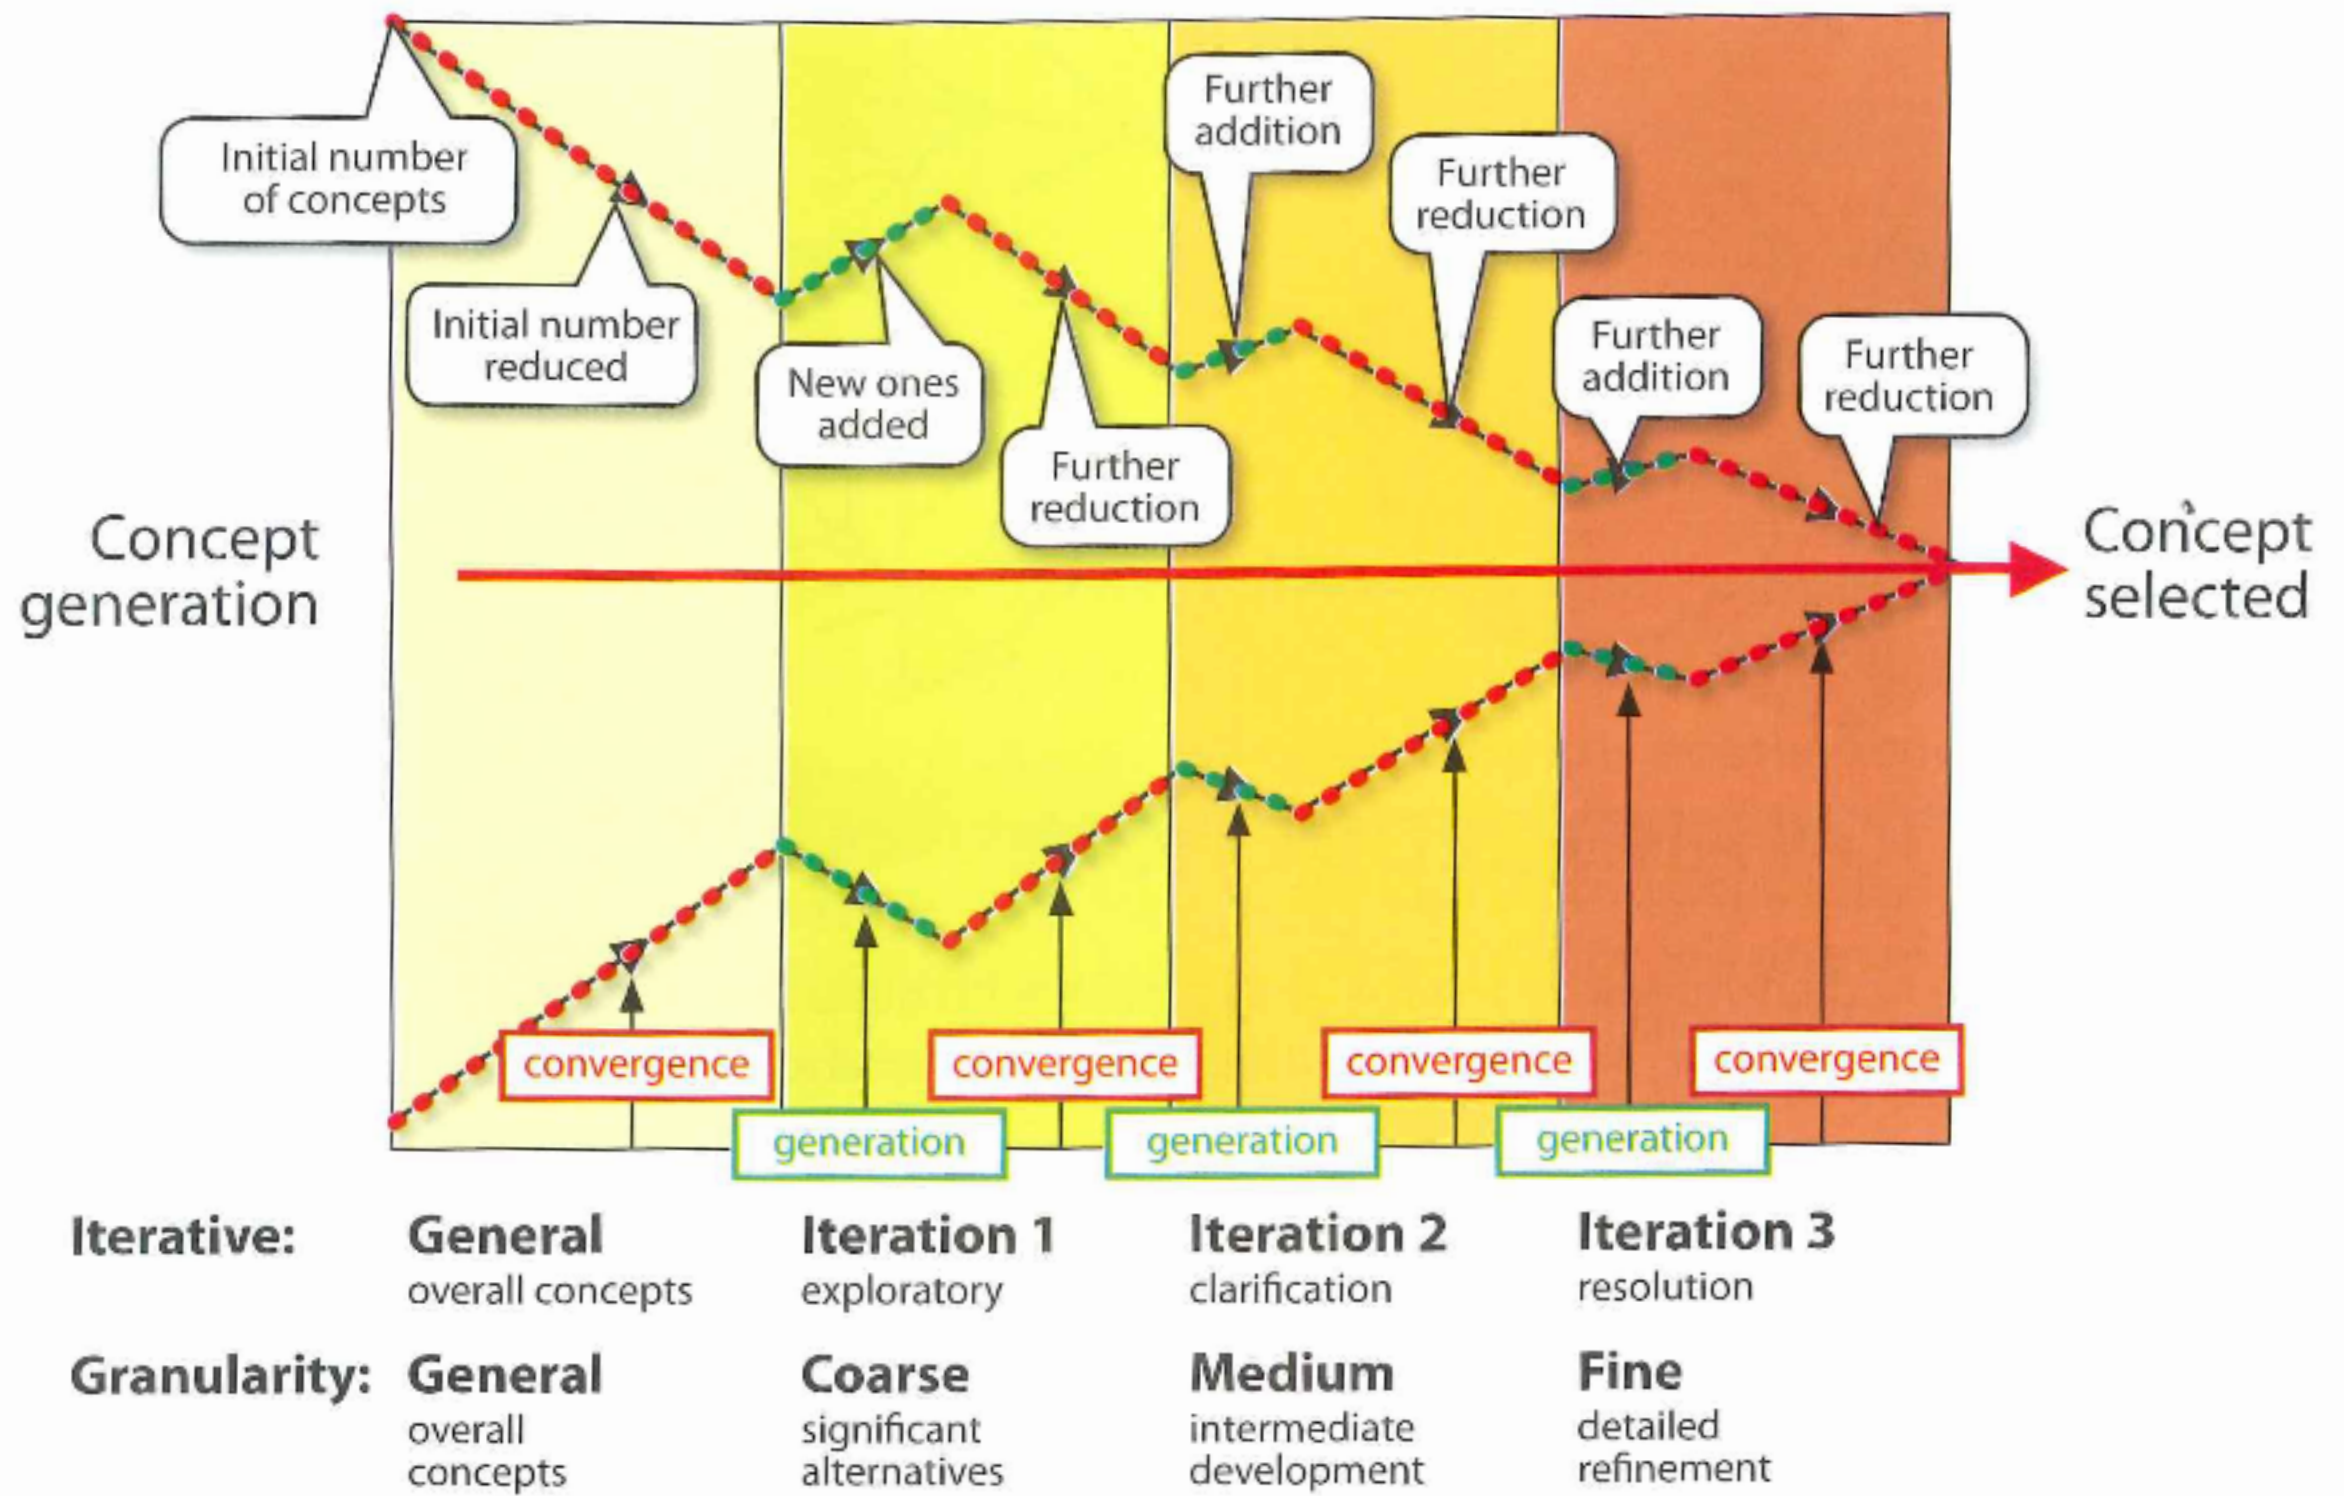 Initial number
of concepts
Initial number
reduced
New ones
added
Further
reduction
Further
addition
Further
reduction
Further
addition
Further
reduction
Concept
generation
Concept
selected
convergence
convergence
convergence
convergence
generation
generation
generation
Iterative: General Iteration 1 Iteration 2 Iteration 3
overall concepts exploratory clarification resolution
Granularity: General Coarse Medium Fine
overall significant intermediate detailed
concepts alternatives development refinement